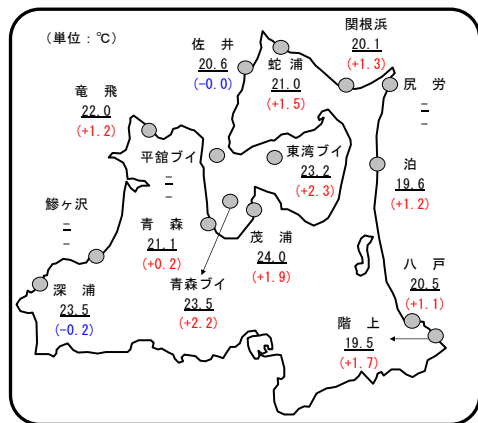 (単位：℃)
佐井
20.6
(-0.0)
蛇浦
21.0
(+1.5)
関根浜
20.1
(+1.3)
尻労
－
－
竜飛
22.0
(+1.2)
平舘ブイ
－
－
東湾ブイ
23.2
(+2.3)
泊
19.6
(+1.2)
鰺ヶ沢
－
－
青森
21.1
(+0.2)
茂浦
24.0
(+1.9)
青森ブイ
23.5
(+2.2)
深浦
23.5
(-0.2)
八戸
20.5
(+1.1)
階上
19.5
(+1.7)